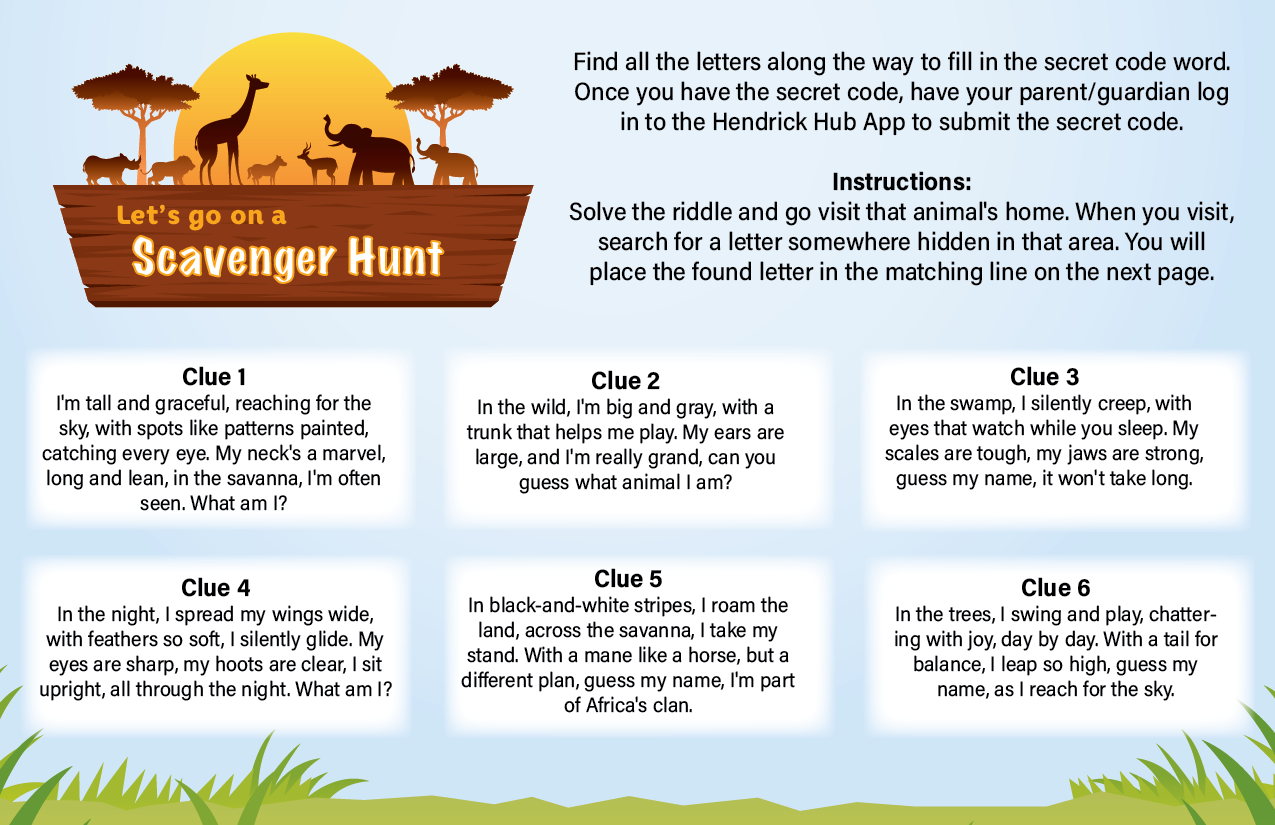 Let's go on a
Scavenger Hunt
Find all the letters along the way to fill in the secret code word.
Once you have the secret code, have your parent/guardian log
in to the Hendrick Hub App to submit the secret code.
Instructions:
Solve the riddle and go visit that animal's home. When you visit,
search for a letter somewhere hidden in that area. You will
place the found letter in the matching line on the next page.
Clue 1
I'm tall and graceful, reaching for the
sky, with spots like patterns painted,
catching every eye. My neck's a marvel,
long and lean, in the savanna, I'm often
seen. What am I?
Clue 2
In the wild, I'm big and gray, with a
trunk that helps me play. My ears are
large, and I'm really grand, can you
guess what animal I am?
Clue 3
In the swamp, I silently creep, with
eyes that watch while you sleep. My
scales are tough, my jaws are strong,
guess my name, it won't take long.
Clue 4
In the night, I spread my wings wide,
with feathers so soft, I silently glide. My
eyes are sharp, my hoots are clear, I sit
upright, all through the night. What am I?
Clue 5
In black-and-white stripes, I roam the
land, across the savanna, I take my
stand. With a mane like a horse, but a
different plan, guess my name, I'm part
of Africa's clan.
Clue 6
In the trees, I swing and play, chatter-
ing with joy, day by day. With a tail for
balance, I leap so high, guess my
name, as I reach for the sky.